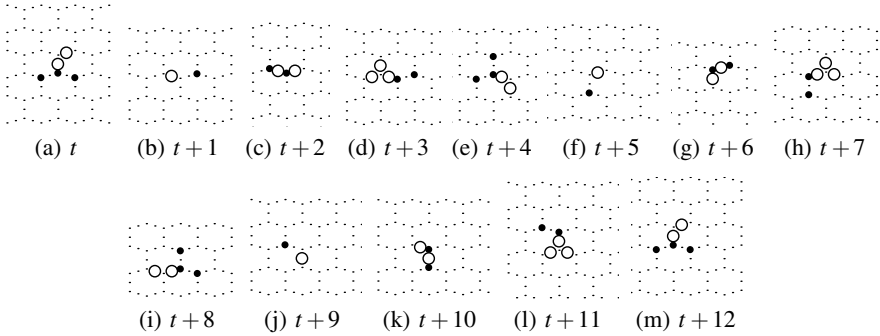 (a) t
(b) t + 1
(c) t + 2
(d) t + 3
(e) t + 4
(f) t + 5
(g) t + 6
(h) t + 7
(i) t + 8
(j) t + 9
(k) t + 10
(l) t + 11
(m) t + 12